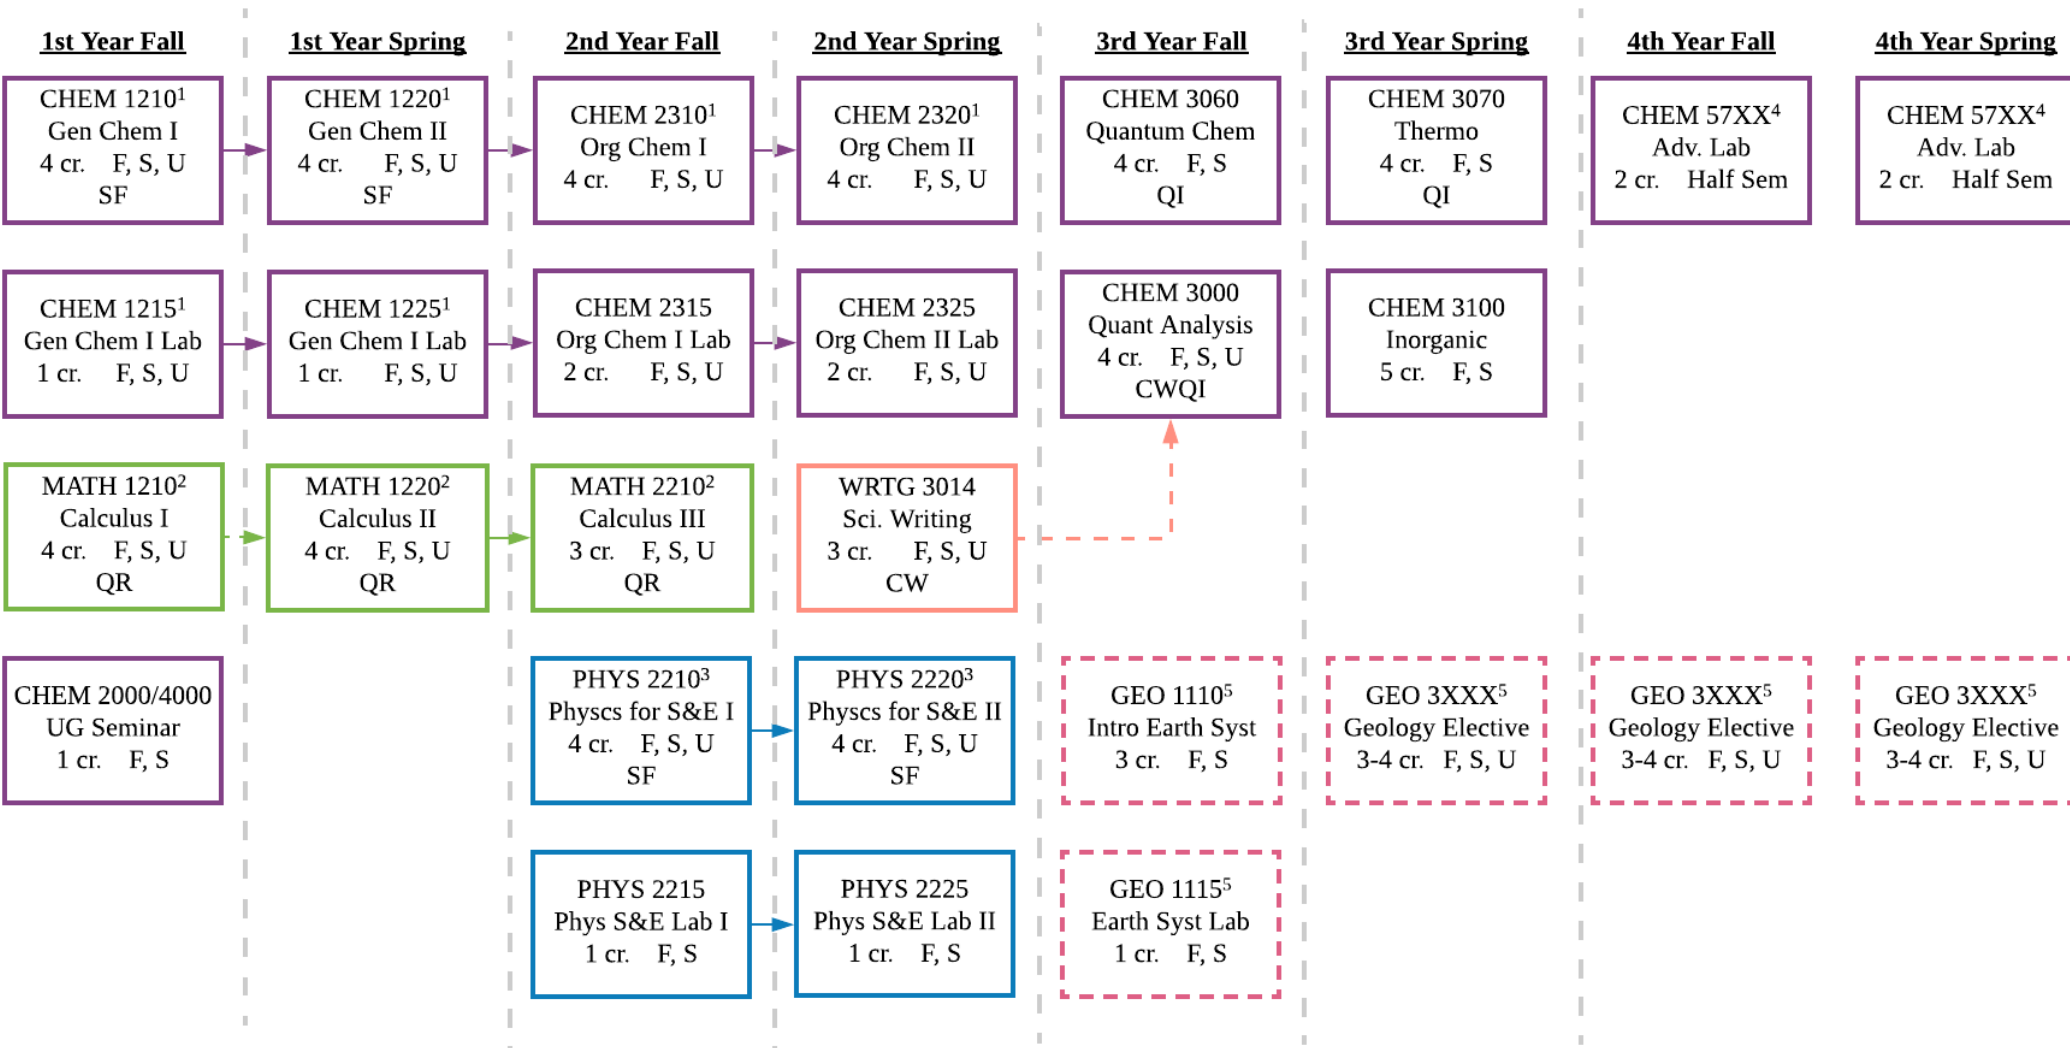 1st Year Fall
1st Year Spring
2nd Year Fall
2nd Year Spring
3rd Year Fall
3rd Year Spring
4th Year Fall
4th Year Spring
CHEM 1210¹
Gen Chem I
4 cr. F, S, U
SF
CHEM 1220¹
Gen Chem II
4 cr. F, S, U
SF
CHEM 2310¹
Org Chem I
4 cr. F, S, U
CHEM 2320¹
Org Chem II
4 cr. F, S, U
CHEM 3060
Quantum Chem
4 cr. F, S
QI
CHEM 3070
Thermo
4 cr. F, S
QI
CHEM 57XX⁴
Adv. Lab
2 cr. Half Sem
CHEM 57XX⁴
Adv. Lab
2 cr. Half Sem
CHEM 1215¹
Gen Chem I Lab
1 cr. F, S, U
CHEM 1225¹
Gen Chem I Lab
1 cr. F, S, U
CHEM 2315
Org Chem I Lab
2 cr. F, S, U
CHEM 2325
Org Chem II Lab
2 cr. F, S, U
CHEM 3000
Quant Analysis
4 cr. F, S, U
CWQI
CHEM 3100
Inorganic
5 cr. F, S
MATH 1210²
Calculus I
4 cr. F, S, U
QR
MATH 1220²
Calculus II
4 cr. F, S, U
QR
MATH 2210²
Calculus III
3 cr. F, S, U
QR
WRTG 3014
Sci. Writing
3 cr. F, S, U
CW
CHEM 2000/4000
UG Seminar
1 cr. F, S
PHYS 2210³
Physcs for S&E I
4 cr. F, S, U
SF
PHYS 2220³
Physcs for S&E II
4 cr. F, S, U
SF
GEO 1110⁵
Intro Earth Syst
3 cr. F, S
GEO 3XXX⁵
Geology Elective
3-4 cr. F, S, U
GEO 3XXX⁵
Geology Elective
3-4 cr. F, S, U
GEO 3XXX⁵
Geology Elective
3-4 cr. F, S, U
PHYS 2215
Phys S&E Lab I
1 cr. F, S
PHYS 2225
Phys S&E Lab II
1 cr. F, S
GEO 1115⁵
Earth Syst Lab
1 cr. F, S